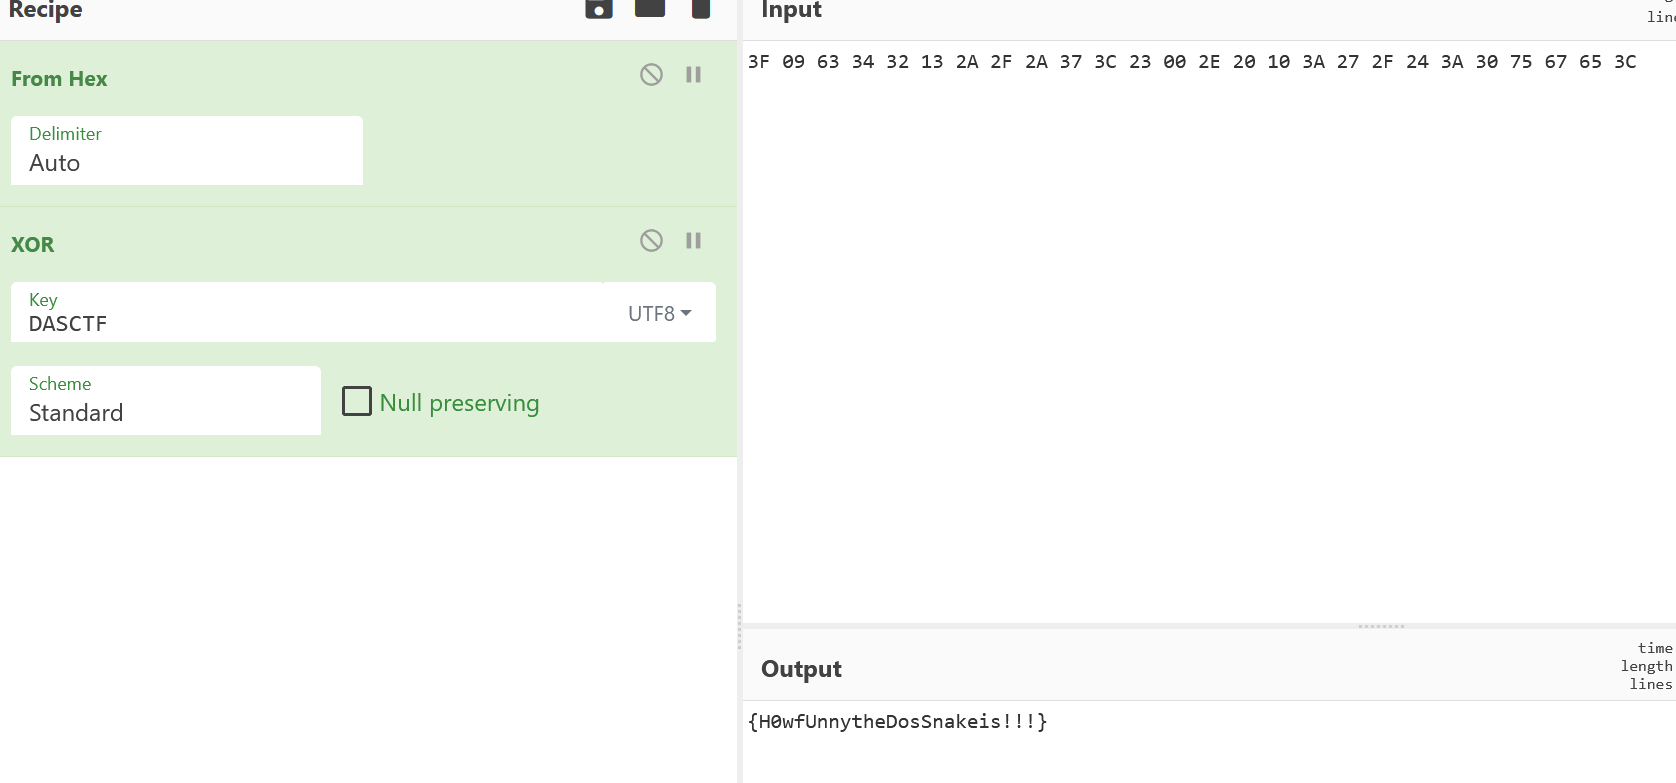 Recipe
From Hex
Delimiter
Auto
XOR
Key
DASCTF
UTF8
Scheme
Standard
Null preserving
Input
3F 09 63 34 32 13 2A 2F 2A 37 3C 23 00 2E 20 10 3A 27 2F 24 3A 30 75 67 65 3C
Output
time
length
lines
{H0wfUnnytheDosSnakeis!!!}